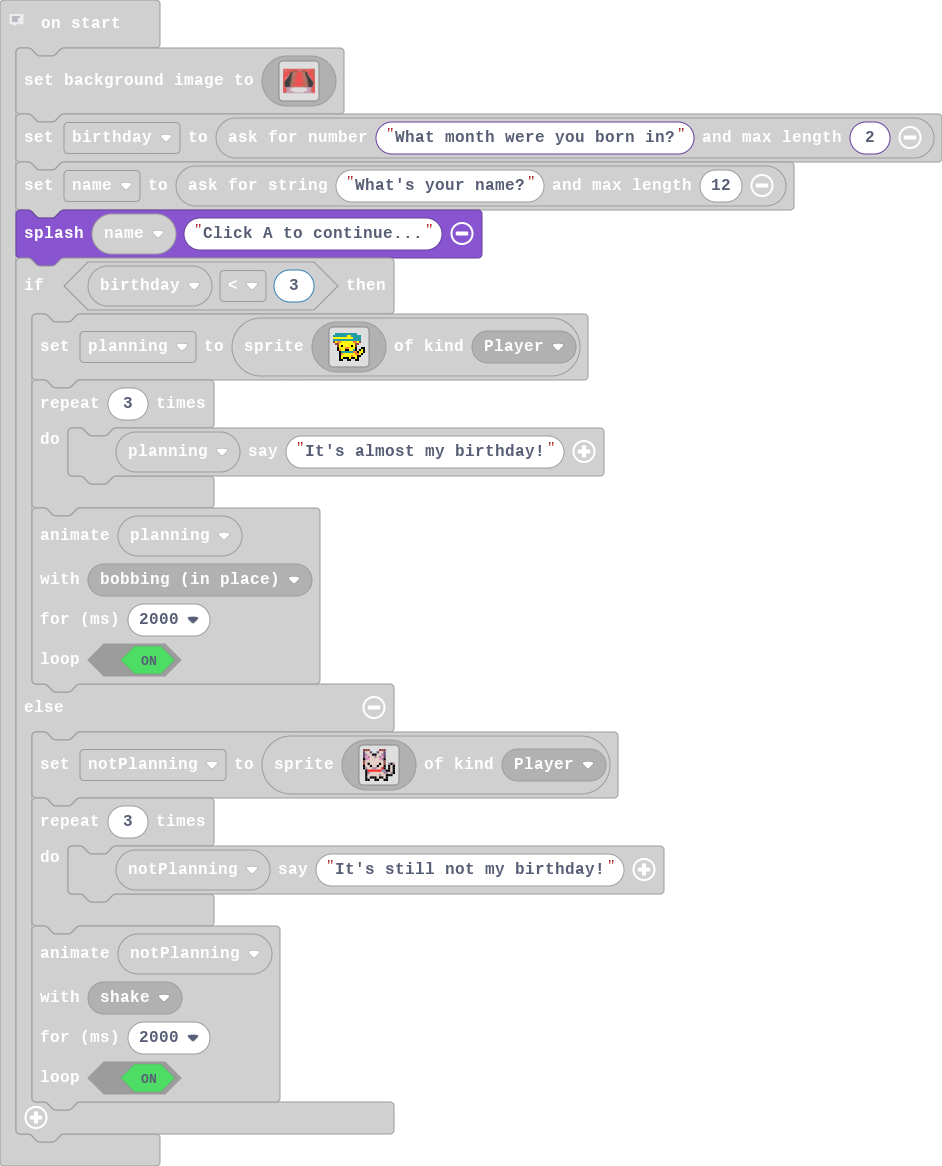 on start
set background image to
set birthday to ask for number "What month were you born in?" and max length 2
set name to ask for string "What's your name?" and max length 12
splash name "Click A to continue..."
if birthday < 3 then
set planning to sprite of kind Player
repeat 3 times
do planning say "It's almost my birthday!"
animate planning
with bobbing (in place)
for (ms) 2000
loop ON
else
set notPlanning to sprite of kind Player
repeat 3 times
do notPlanning say "It's still not my birthday!"
animate notPlanning
with shake
for (ms) 2000
loop ON